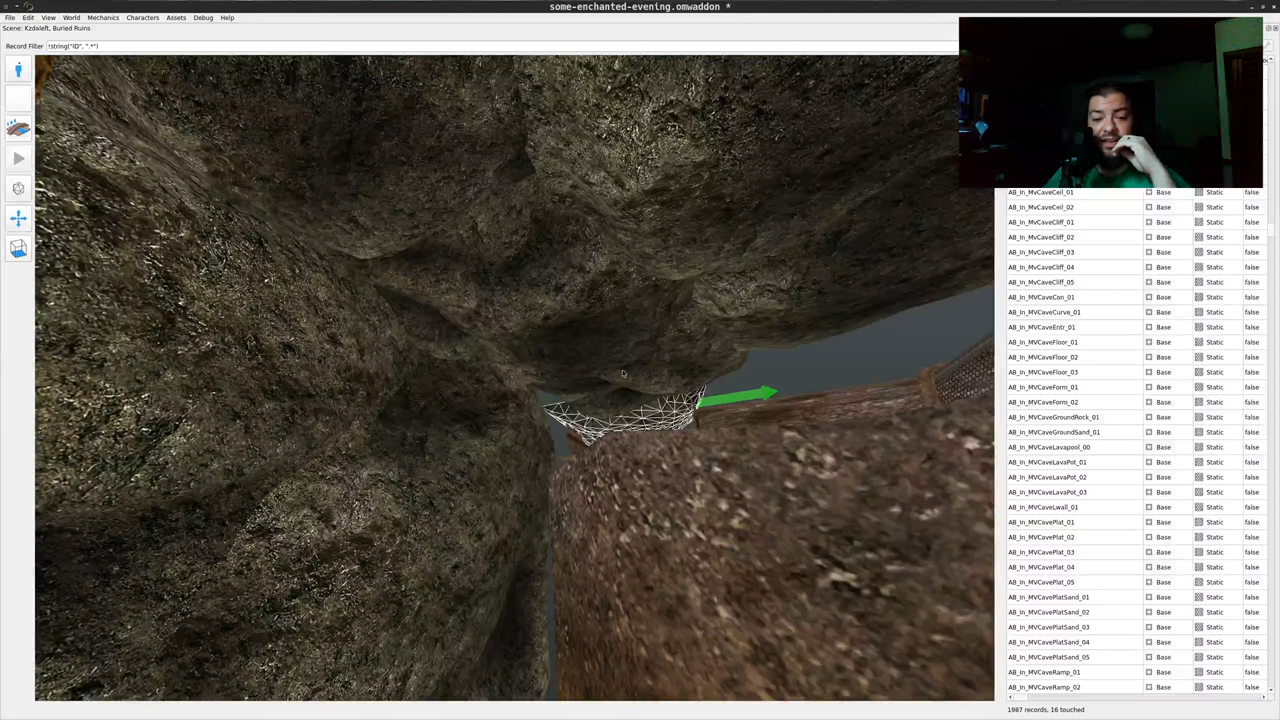 some-enchanted-evening.omwaddon *
File Edit View World Mechanics Characters Assets Debug Help
Scene: Kzdaleft, Buried Ruins
Record Filter !string("ID", ".*")
AB_In_MvCaveCeil_01 Base Static false
AB_In_MvCaveCeil_02 Base Static false
AB_In_MvCaveCliff_01 Base Static false
AB_In_MvCaveCliff_02 Base Static false
AB_In_MvCaveCliff_03 Base Static false
AB_In_MvCaveCliff_04 Base Static false
AB_In_MvCaveCliff_05 Base Static false
AB_In_MVCaveCon_01 Base Static false
AB_In_MVCaveCurve_01 Base Static false
AB_In_MVCaveEntr_01 Base Static false
AB_In_MVCaveFloor_01 Base Static false
AB_In_MVCaveFloor_02 Base Static false
AB_In_MVCaveFloor_03 Base Static false
AB_In_MVCaveForm_01 Base Static false
AB_In_MVCaveForm_02 Base Static false
AB_In_MVCaveGroundRock_01 Base Static false
AB_In_MVCaveGroundSand_01 Base Static false
AB_In_MVCaveLavapool_00 Base Static false
AB_In_MVCaveLavaPot_01 Base Static false
AB_In_MVCaveLavaPot_02 Base Static false
AB_In_MVCaveLavaPot_03 Base Static false
AB_In_MVCaveLwall_01 Base Static false
AB_In_MVCavePlat_01 Base Static false
AB_In_MVCavePlat_02 Base Static false
AB_In_MVCavePlat_03 Base Static false
AB_In_MVCavePlat_04 Base Static false
AB_In_MVCavePlat_05 Base Static false
AB_In_MVCavePlatSand_01 Base Static false
AB_In_MVCavePlatSand_02 Base Static false
AB_In_MVCavePlatSand_03 Base Static false
AB_In_MVCavePlatSand_04 Base Static false
AB_In_MVCavePlatSand_05 Base Static false
AB_In_MVCaveRamp_01 Base Static false
AB_In_MVCaveRamp_02 Base Static false
1987 records, 16 touched